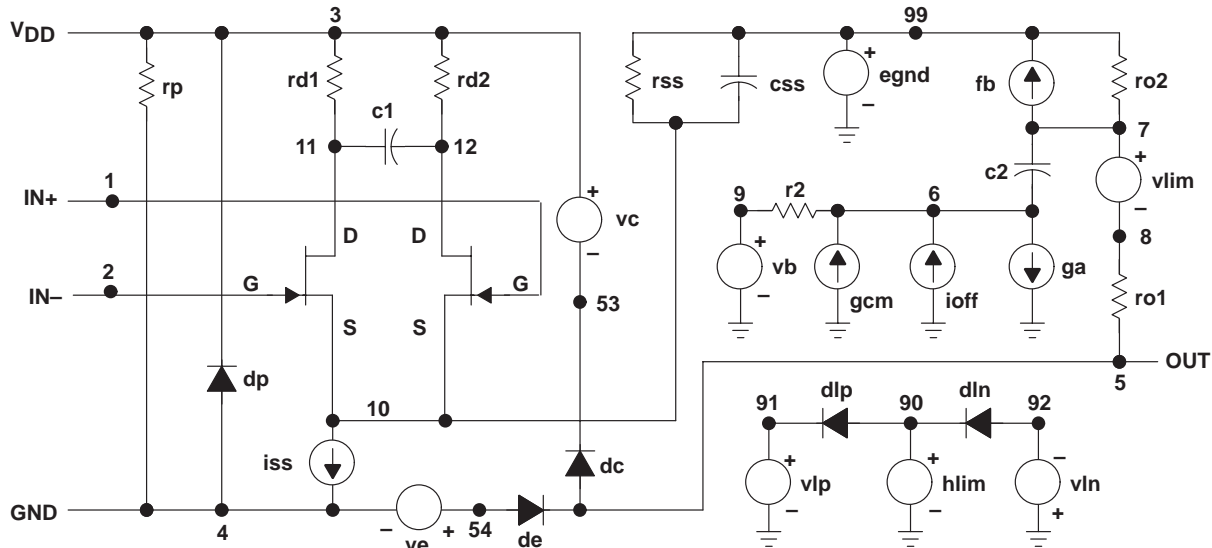 3
99
VDD
rd1
rd2
rp
rss
css
egnd
+
–
fb
ro2
c1
11
12
7
c2
+
vlim
–
1
IN+
+
vc
–
9
r2
6
8
D
D
2
IN–
G
G
+
vb
–
gcm
ioff
ga
ro1
53
S
S
OUT
5
dp
10
91
dlp
90
dln
92
iss
dc
+
vlp
–
+
hlim
–
–
vln
+
GND
4
–
+
54
ve
de